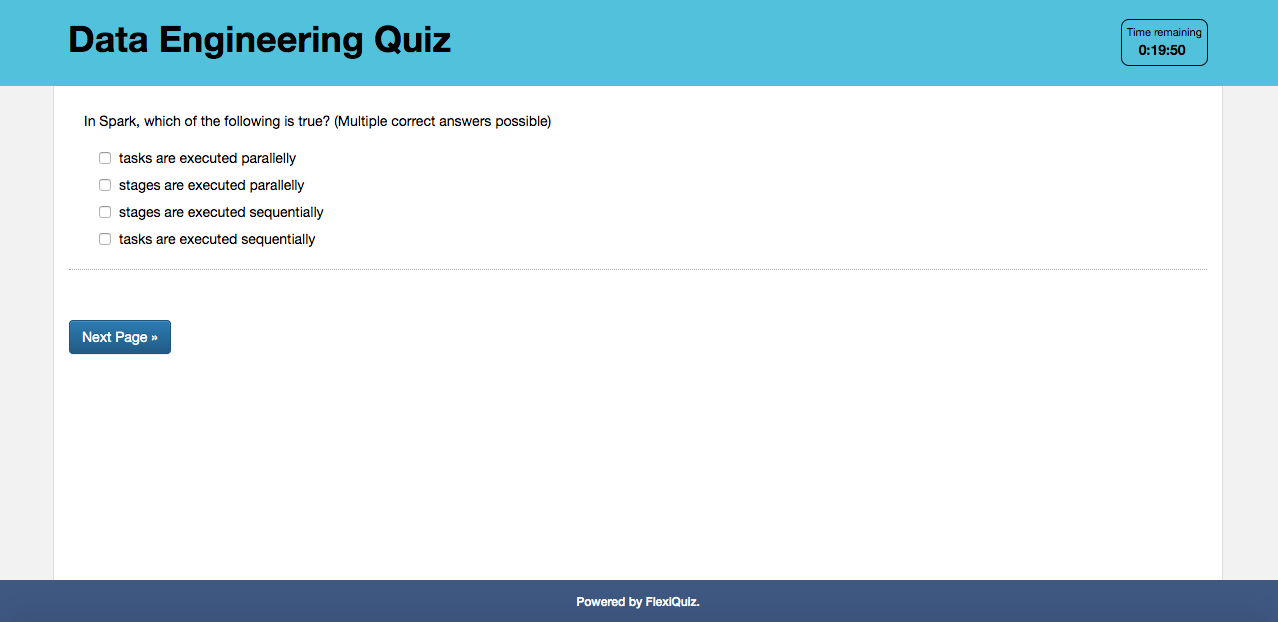 Data Engineering Quiz
Time remaining
0:19:50
In Spark, which of the following is true? (Multiple correct answers possible)
tasks are executed parallelly
stages are executed parallelly
stages are executed sequentially
tasks are executed sequentially
Next Page »
Powered by FlexiQuiz.